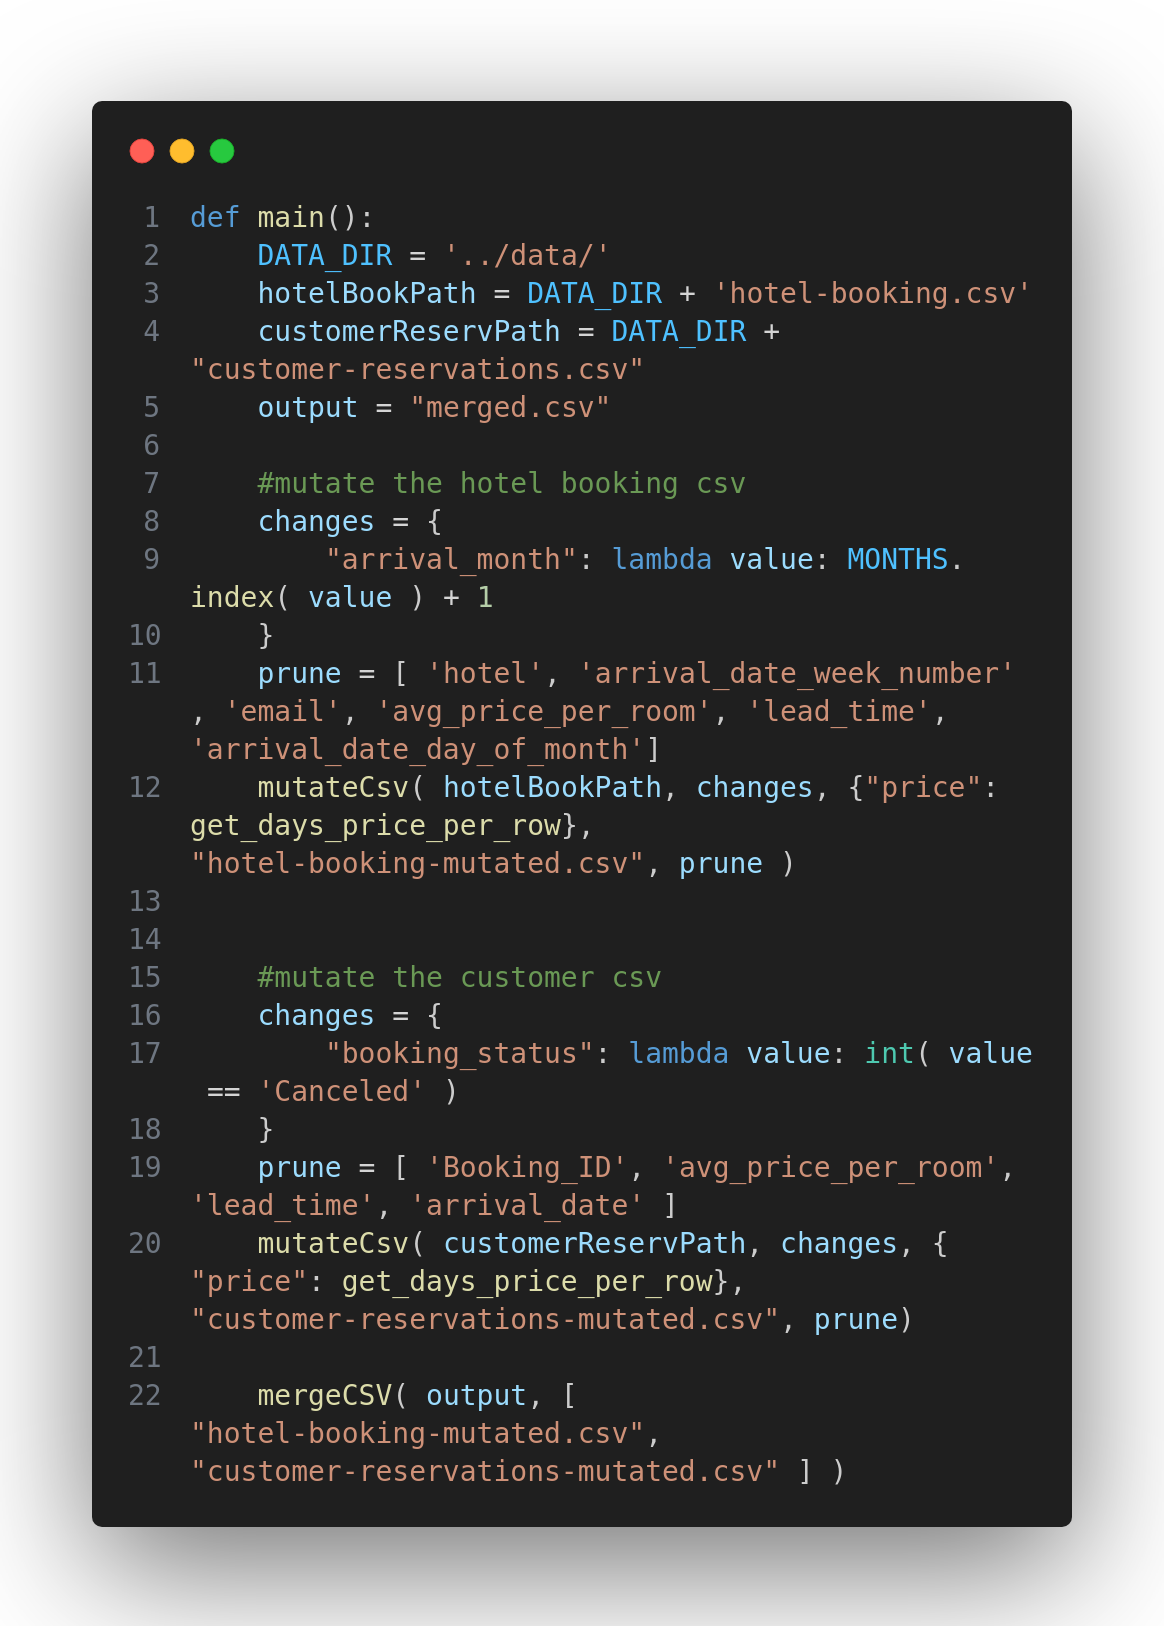 1 def main():
2     DATA_DIR = '../data/'
3     hotelBookPath = DATA_DIR + 'hotel-booking.csv'
4     customerReservPath = DATA_DIR +
"customer-reservations.csv"
5     output = "merged.csv"
6
7     #mutate the hotel booking csv
8     changes = {
9         "arrival_month": lambda value: MONTHS.
index( value ) + 1
10     }
11     prune = [ 'hotel', 'arrival_date_week_number'
, 'email', 'avg_price_per_room', 'lead_time',
'arrival_date_day_of_month']
12     mutateCsv( hotelBookPath, changes, {"price":
get_days_price_per_row},
"hotel-booking-mutated.csv", prune )
13
14
15     #mutate the customer csv
16     changes = {
17         "booking_status": lambda value: int( value
 == 'Canceled' )
18     }
19     prune = [ 'Booking_ID', 'avg_price_per_room',
'lead_time', 'arrival_date' ]
20     mutateCsv( customerReservPath, changes, {
"price": get_days_price_per_row},
"customer-reservations-mutated.csv", prune)
21
22     mergeCSV( output, [
"hotel-booking-mutated.csv",
"customer-reservations-mutated.csv" ] )